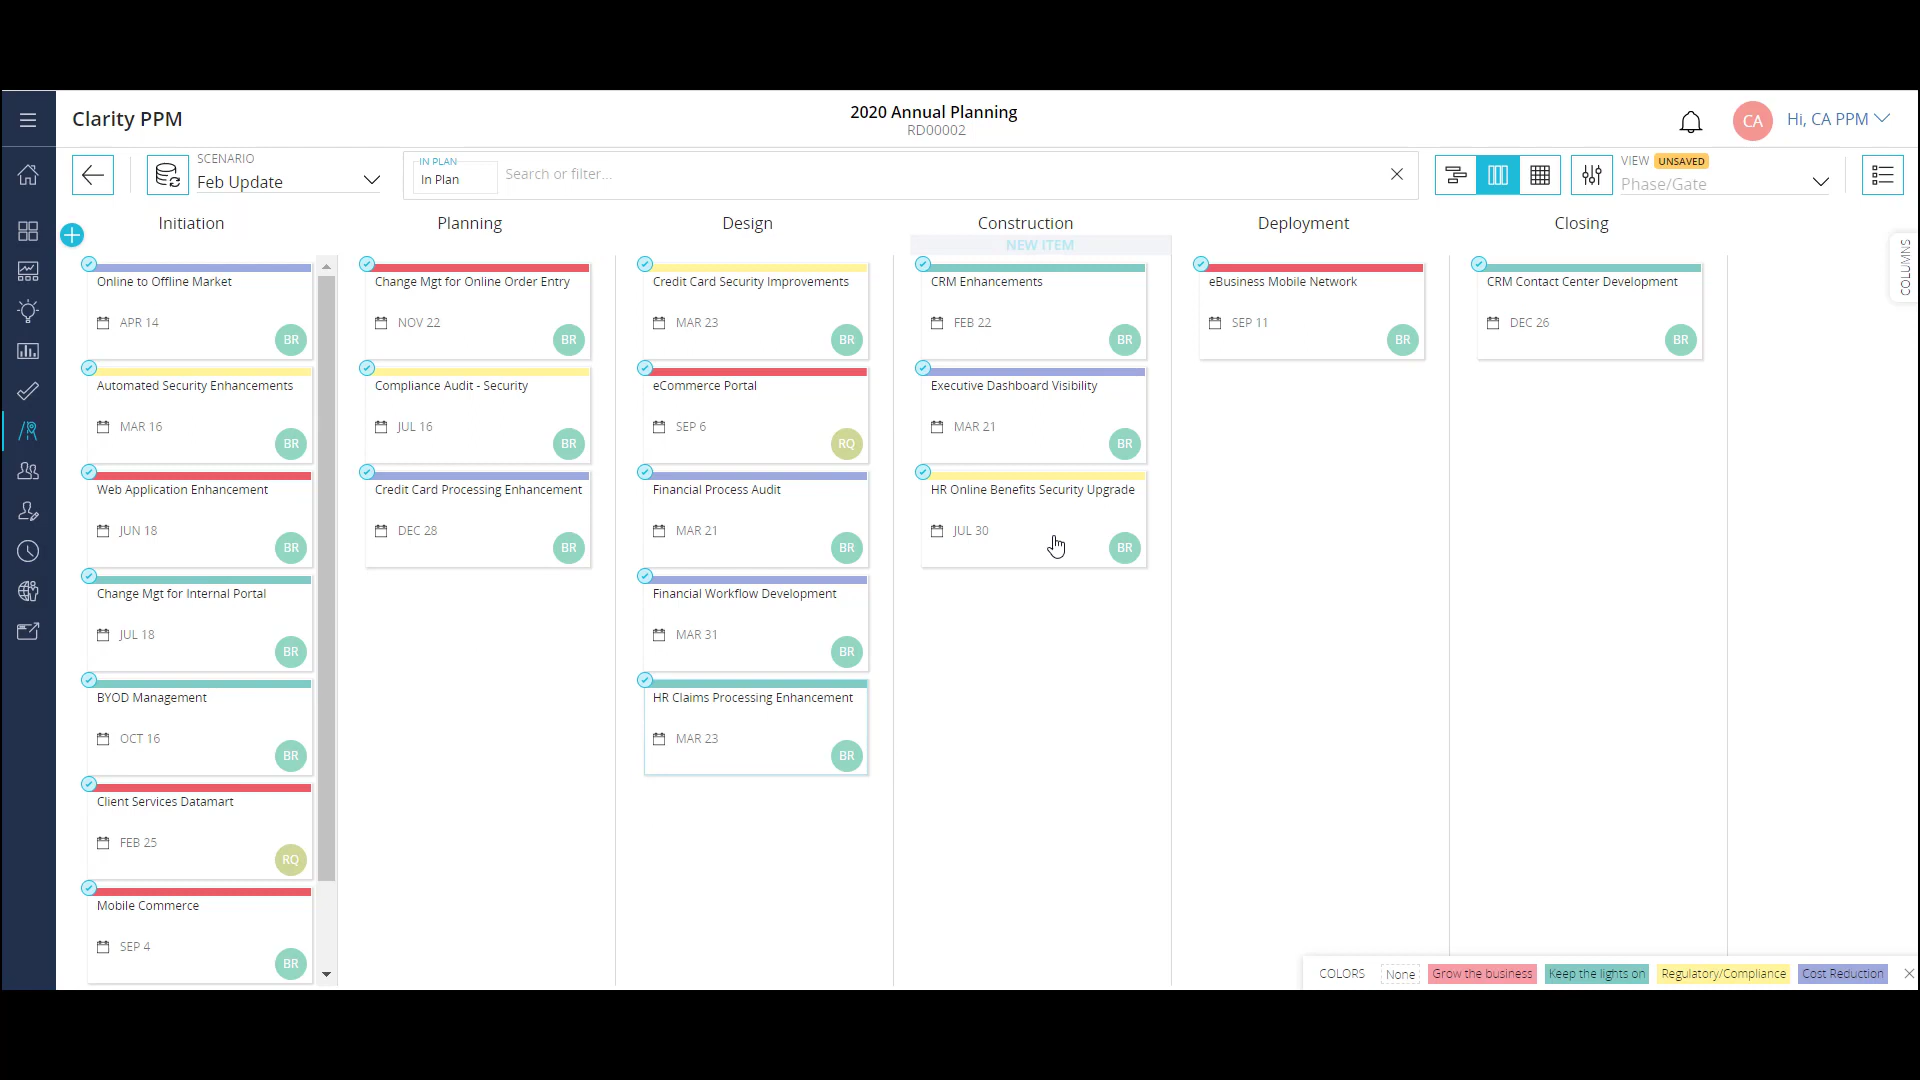 Clarity PPM
2020 Annual Planning
RD00002
CA
Hi, CA PPM
SCENARIO
Feb Update
IN PLAN
In Plan
Search or filter...
VIEW
UNSAVED
Phase/Gate
COLUMNS
Initiation
Planning
Design
Construction
Deployment
Closing
NEW ITEM
Online to Offline Market
APR 14
BR
Automated Security Enhancements
MAR 16
BR
Web Application Enhancement
JUN 18
BR
Change Mgt for Internal Portal
JUL 18
BR
BYOD Management
OCT 16
BR
Client Services Datamart
FEB 25
RQ
Mobile Commerce
SEP 4
BR
Change Mgt for Online Order Entry
NOV 22
BR
Compliance Audit - Security
JUL 16
BR
Credit Card Processing Enhancement
DEC 28
BR
Credit Card Security Improvements
MAR 23
BR
eCommerce Portal
SEP 6
RQ
Financial Process Audit
MAR 21
BR
Financial Workflow Development
MAR 31
BR
HR Claims Processing Enhancement
MAR 23
BR
CRM Enhancements
FEB 22
BR
Executive Dashboard Visibility
MAR 21
BR
HR Online Benefits Security Upgrade
JUL 30
BR
eBusiness Mobile Network
SEP 11
BR
CRM Contact Center Development
DEC 26
BR
COLORS
None
Grow the business
Keep the lights on
Regulatory/Compliance
Cost Reduction